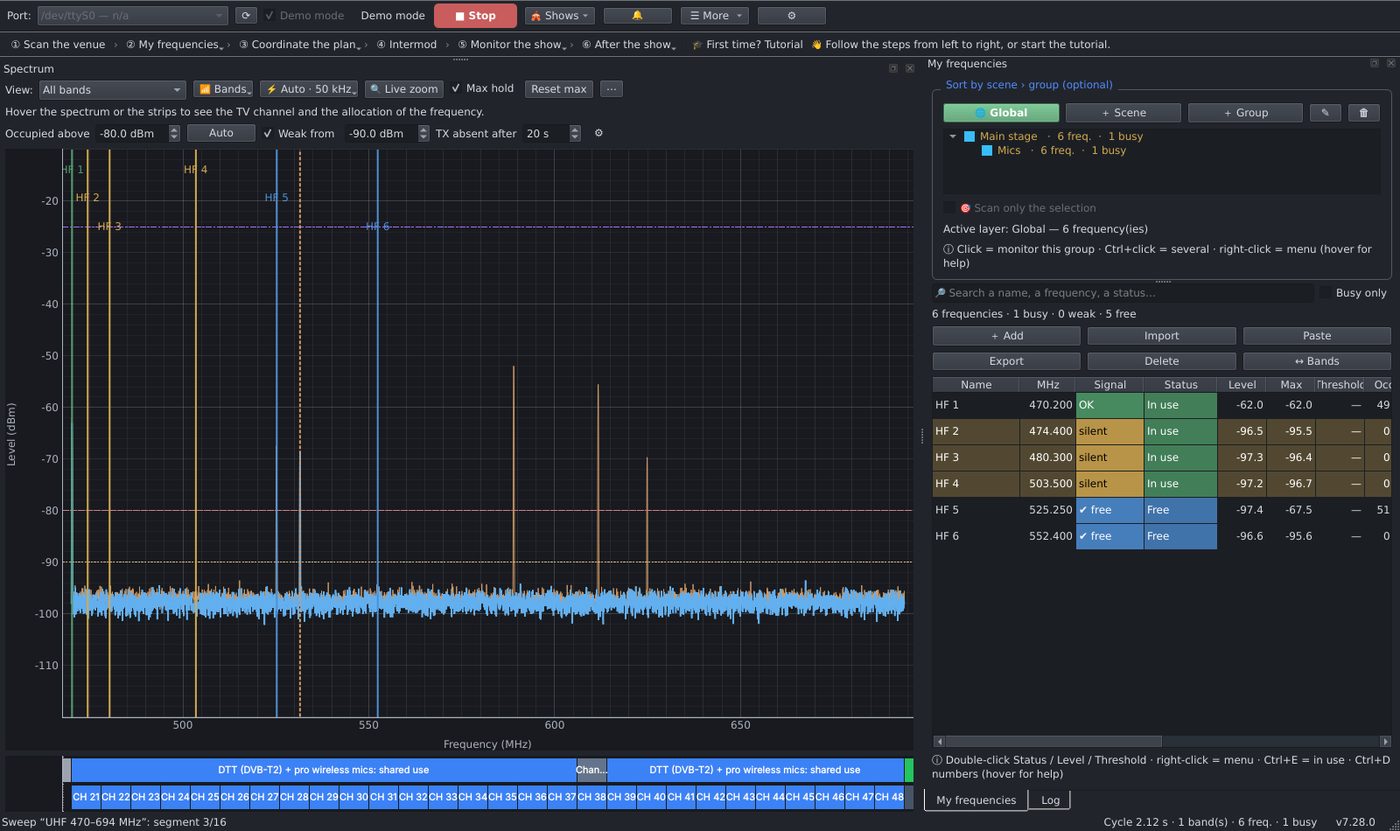 Port: /dev/ttyS0 — n/a ⟳ ✓ Demo mode Demo mode ■ Stop 🎪 Shows 🔔 ☰ More ⚙
① Scan the venue › ② My frequencies › ③ Coordinate the plan › ④ Intermod › ⑤ Monitor the show › ⑥ After the show 🎓 First time? Tutorial 👋 Follow the steps from left to right, or start the tutorial.
Spectrum
View: All bands 📶 Bands ⚡ Auto · 50 kHz 🔍 Live zoom ✓ Max hold Reset max ⋯
Hover the spectrum or the strips to see the TV channel and the allocation of the frequency.
Occupied above -80.0 dBm Auto ✓ Weak from -90.0 dBm TX absent after 20 s ⚙
HF 1
HF 4
HF 2
HF 5
HF 3
HF 6
-20
-30
-40
-50
-60
-70
-80
-90
-100
-110
Level (dBm)
500 550 600 650
Frequency (MHz)
DTT (DVB-T2) + pro wireless mics: shared use Chan... DTT (DVB-T2) + pro wireless mics: shared use
CH 21 CH 22 CH 23 CH 24 CH 25 CH 26 CH 27 CH 28 CH 29 CH 30 CH 31 CH 32 CH 33 CH 34 CH 35 CH 36 CH 37 CH 38 CH 39 CH 40 CH 41 CH 42 CH 43 CH 44 CH 45 CH 46 CH 47 CH 48
My frequencies
Sort by scene › group (optional)
🌐 Global + Scene + Group ✎ 🗑
Main stage · 6 freq. · 1 busy
Mics · 6 freq. · 1 busy
🎯 Scan only the selection
Active layer: Global — 6 frequency(ies)
ⓘ Click = monitor this group · Ctrl+click = several · right-click = menu (hover for
help)
🔎 Search a name, a frequency, a status... Busy only
6 frequencies · 1 busy · 0 weak · 5 free
+ Add Import Paste
Export Delete ↔ Bands
Name MHz Signal Status Level Max Threshold Occ
HF 1 470.200 OK In use -62.0 -62.0 — 49
HF 2 474.400 silent In use -96.5 -95.5 — 0
HF 3 480.300 silent In use -97.3 -96.4 — 0
HF 4 503.500 silent In use -97.2 -96.7 — 0
HF 5 525.250 ✔ free Free -97.4 -67.5 — 51
HF 6 552.400 ✔ free Free -96.6 -95.6 — 0
ⓘ Double-click Status / Level / Threshold · right-click = menu · Ctrl+E = in use · Ctrl+D
numbers (hover for help)
My frequencies Log
Sweep “UHF 470–694 MHz”: segment 3/16 Cycle 2.12 s · 1 band(s) · 6 freq. · 1 busy v7.28.0